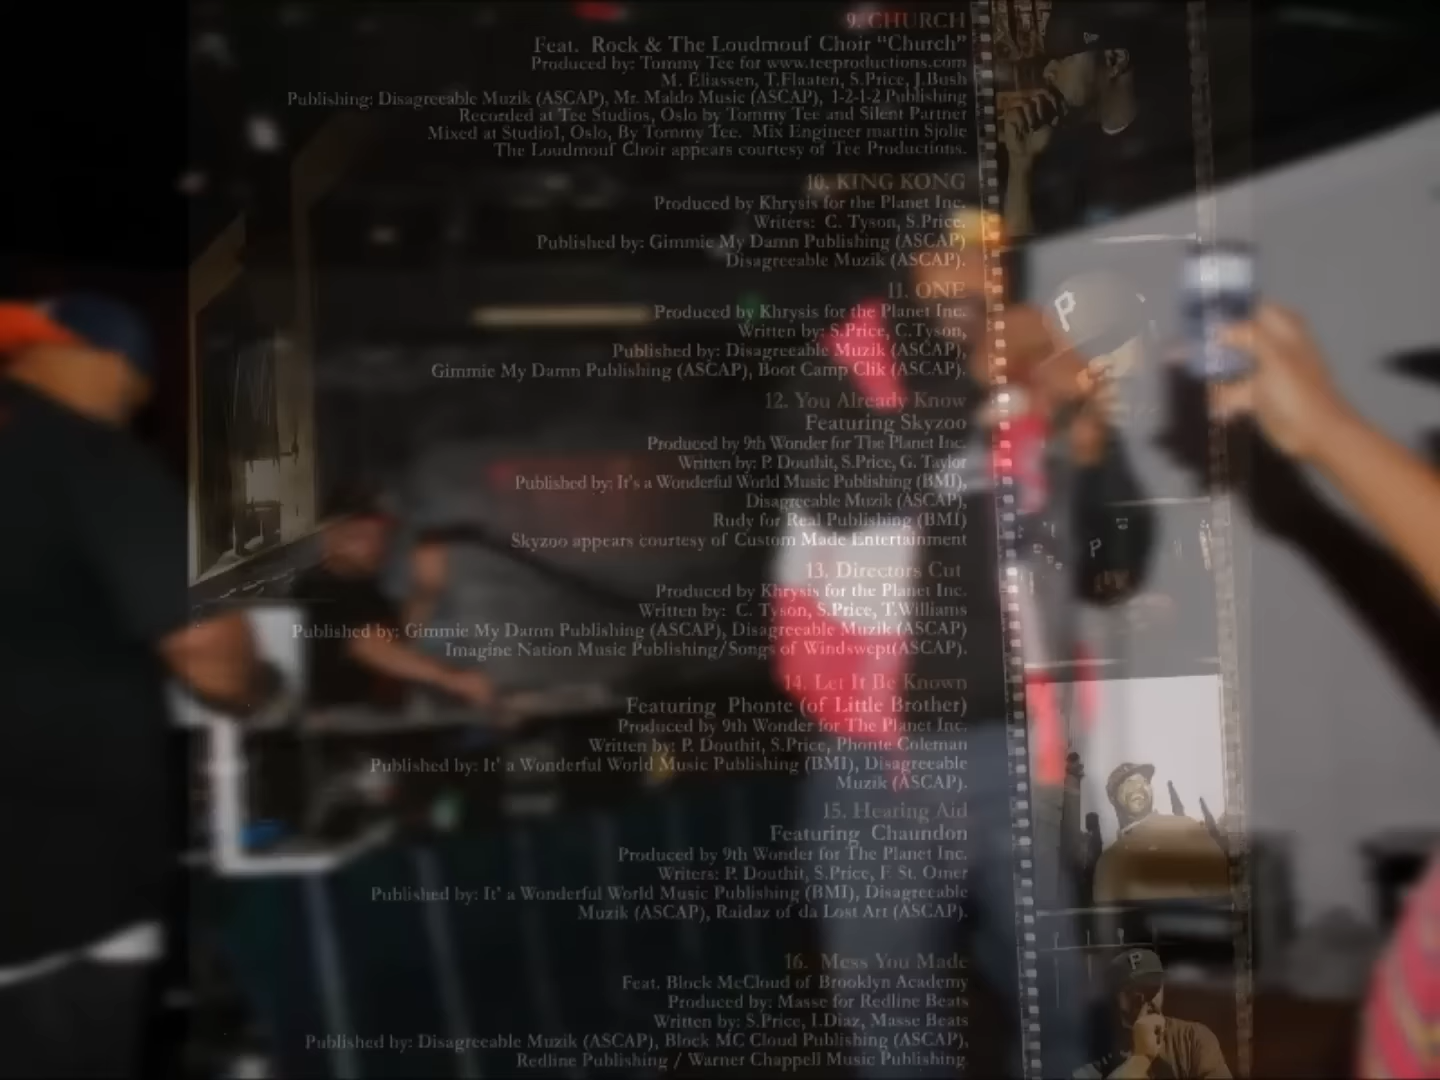 9. CHURCH
Feat. Rock & The Loudmouf Choir “Church”
Produced by: Tommy Tee for www.teeproductions.com
M. Eliassen, T.Flaaten, S.Price, J.Bush
Publishing: Disagreeable Muzik (ASCAP), Mr. Maldo Music (ASCAP), 1-2-1-2 Publishing
Recorded at Tee Studios, Oslo by Tommy Tee and Silent Partner
Mixed at Studio1, Oslo, By Tommy Tee. Mix Engineer martin Sjolie
The Loudmouf Choir appears courtesy of Tee Productions.
10. KING KONG
Produced by Khrysis for the Planet Inc.
Writers: C. Tyson, S.Price.
Published by: Gimmie My Damn Publishing (ASCAP)
Disagreeable Muzik (ASCAP).
11. ONE
Produced by Khrysis for the Planet Inc.
Written by: S.Price, C.Tyson,
Published by: Disagreeable Muzik (ASCAP),
Gimmie My Damn Publishing (ASCAP), Boot Camp Clik (ASCAP).
12. You Already Know
Featuring Skyzoo
Produced by 9th Wonder for The Planet Inc.
Written by: P. Douthit, S.Price, G. Taylor
Published by: It's a Wonderful World Music Publishing (BMI),
Disagreeable Muzik (ASCAP),
Rudy for Real Publishing (BMI)
Skyzoo appears courtesy of Custom Made Entertainment
13. Directors Cut
Produced by Khrysis for the Planet Inc.
Written by: C. Tyson, S.Price, T.Williams
Published by: Gimmie My Damn Publishing (ASCAP), Disagreeable Muzik (ASCAP)
Imagine Nation Music Publishing/Songs of Windswept(ASCAP).
14. Let It Be Known
Featuring Phonte (of Little Brother)
Produced by 9th Wonder for The Planet Inc.
Written by: P. Douthit, S.Price, Phonte Coleman
Published by: It' a Wonderful World Music Publishing (BMI), Disagreeable
Muzik (ASCAP).
15. Hearing Aid
Featuring Chaundon
Produced by 9th Wonder for The Planet Inc.
Writers: P. Douthit, S.Price, F. St. Omer
Published by: It' a Wonderful World Music Publishing (BMI), Disagreeable
Muzik (ASCAP), Raidaz of da Lost Art (ASCAP).
16. Mess You Made
Feat. Block McCloud of Brooklyn Academy
Produced by: Masse for Redline Beats
Written by: S.Price, I.Diaz, Masse Beats
Published by: Disagreeable Muzik (ASCAP), Block MC Cloud Publishing (ASCAP),
Redline Publishing / Warner Chappell Music Publishing
P
P
P